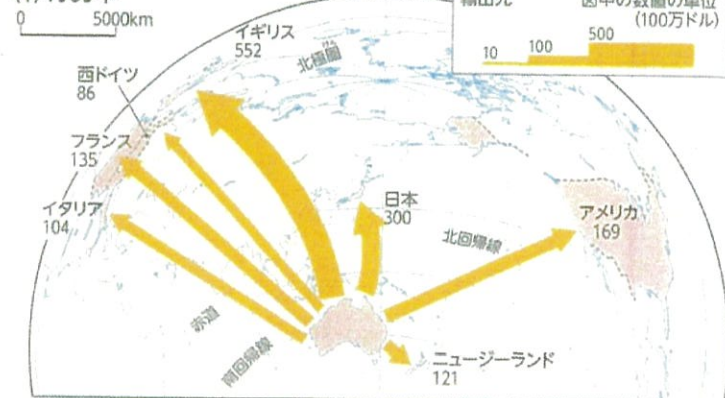 0 5000km
図中の数値の単位
(100万ドル)
10 100 500
イギリス
552
北極圏
西ドイツ
86
フランス
135
イタリア
104
日本
300
北回帰線
アメリカ
169
赤道
南回帰線
ニュージーランド
121